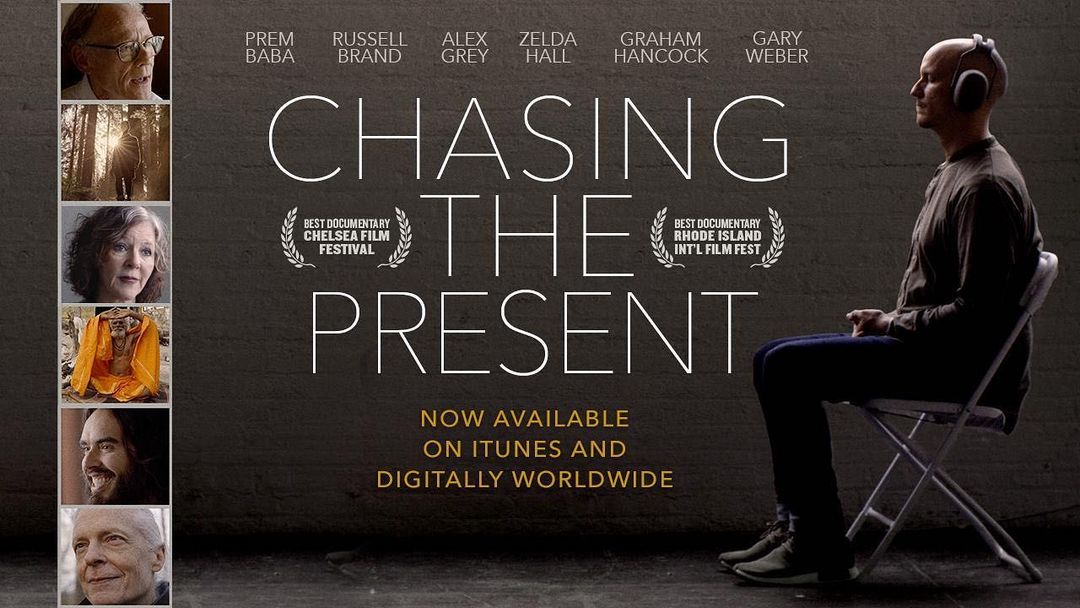 PREM BABA
RUSSELL BRAND
ALEX GREY
ZELDA HALL
GRAHAM HANCOCK
GARY WEBER
CHASING
THE
PRESENT
BEST DOCUMENTARY
CHELSEA FILM
FESTIVAL
BEST DOCUMENTARY
RHODE ISLAND
INT'L FILM FEST
NOW AVAILABLE
ON ITUNES AND
DIGITALLY WORLDWIDE